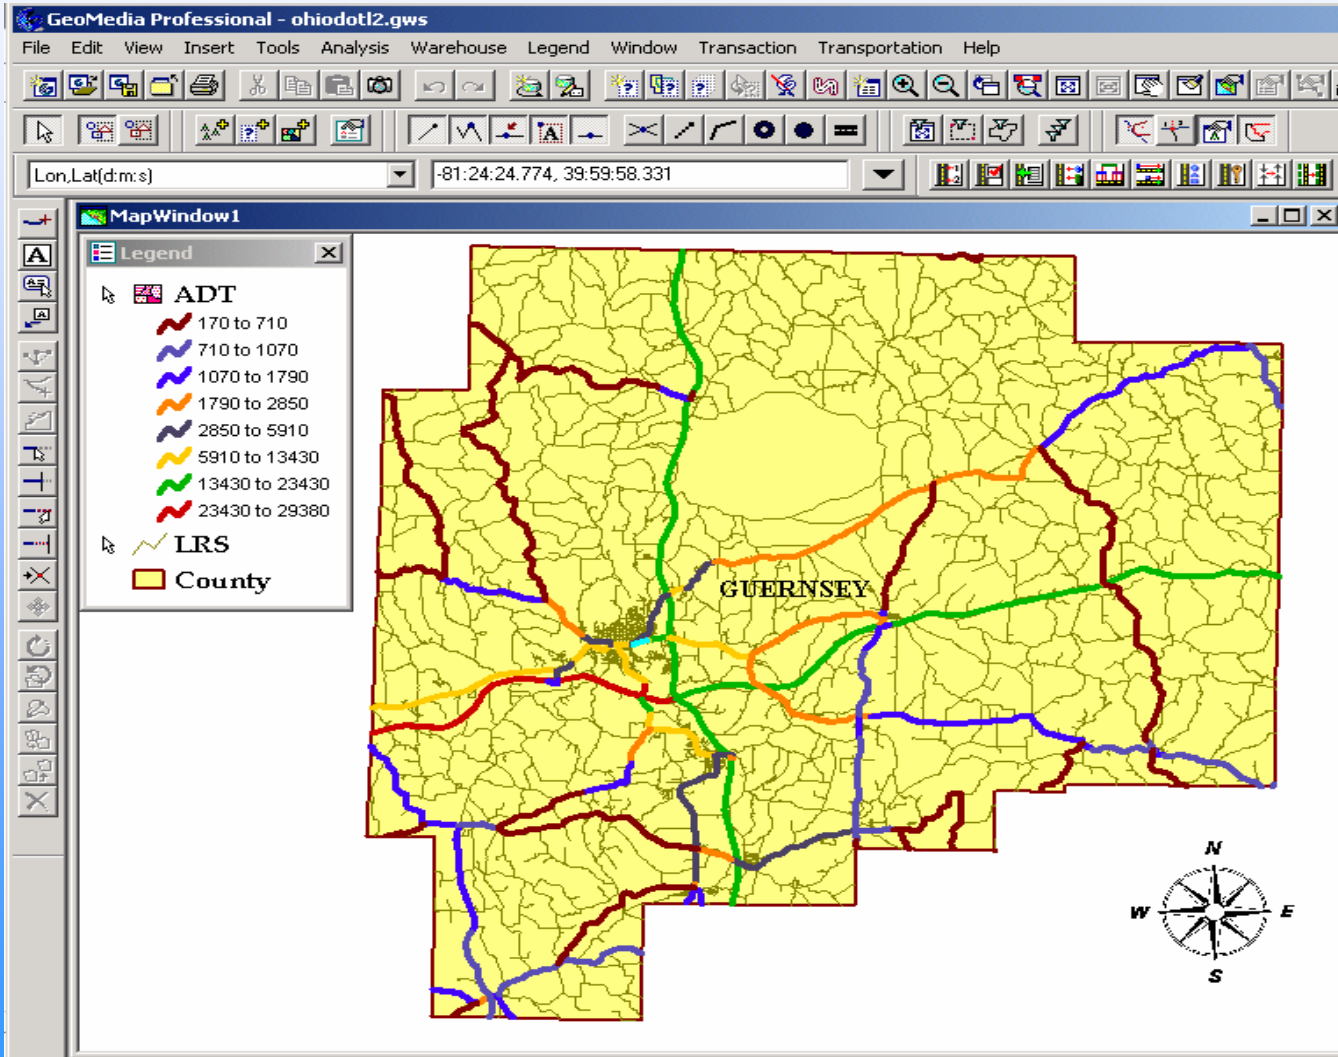 GeoMedia Professional - ohiodotl2.gws
File Edit View Insert Tools Analysis Warehouse Legend Window Transaction Transportation Help
Lon,Lat(d:m:s) -81:24:24.774, 39:59:58.331
MapWindow1
Legend
ADT
170 to 710
710 to 1070
1070 to 1790
1790 to 2850
2850 to 5910
5910 to 13430
13430 to 23430
23430 to 29380
LRS
County
GUERNSEY
N
W E
S